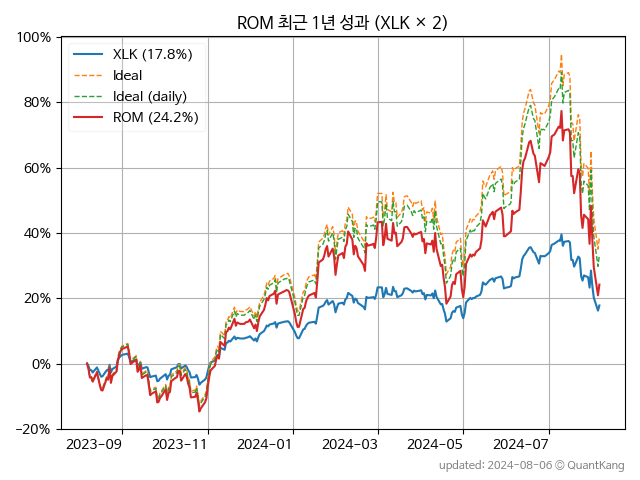 ROM 최근 1년 성과 (XLK × 2)
XLK (17.8%)
Ideal
Ideal (daily)
ROM (24.2%)
100%
80%
60%
40%
20%
0%
−20%
2023-09
2023-11
2024-01
2024-03
2024-05
2024-07
updated: 2024-08-06 © QuantKang